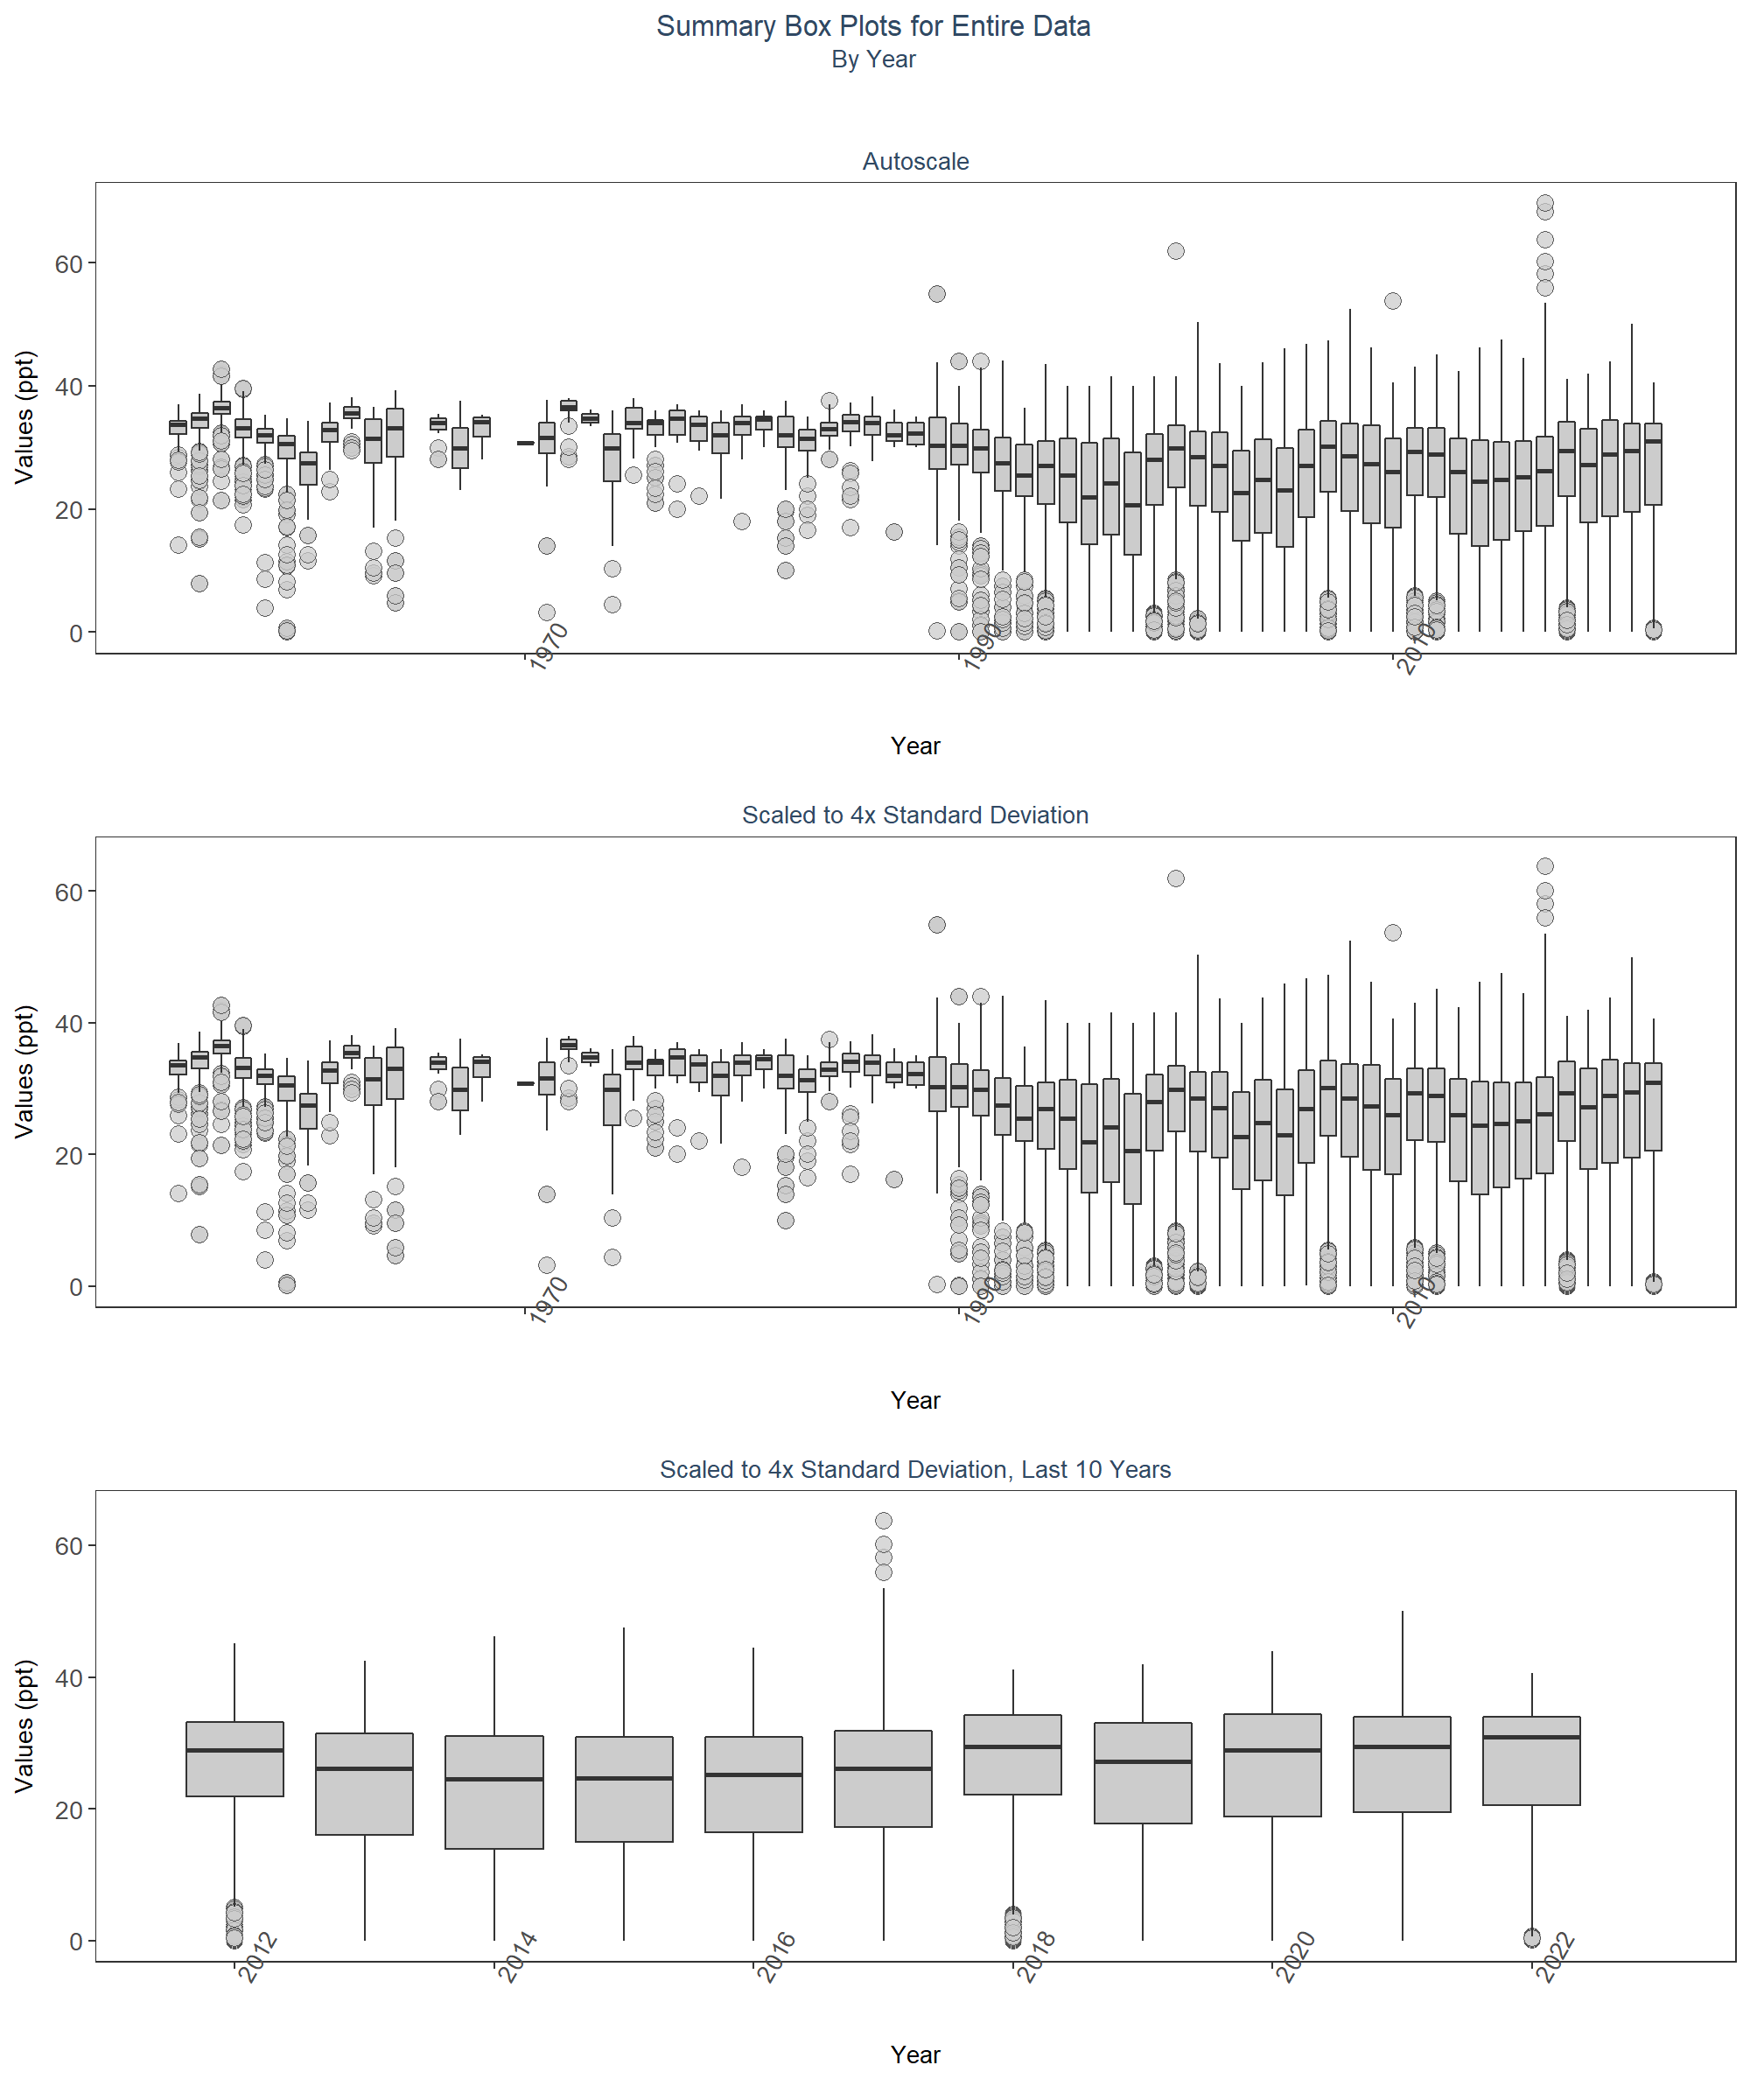 Summary Box Plots for Entire Data
By Year
Autoscale
Values (ppt)
60
40
20
0
1970
1990
2010
Year
Scaled to 4x Standard Deviation
Values (ppt)
60
40
20
0
1970
1990
2010
Year
Scaled to 4x Standard Deviation, Last 10 Years
Values (ppt)
60
40
20
0
2012
2014
2016
2018
2020
2022
Year